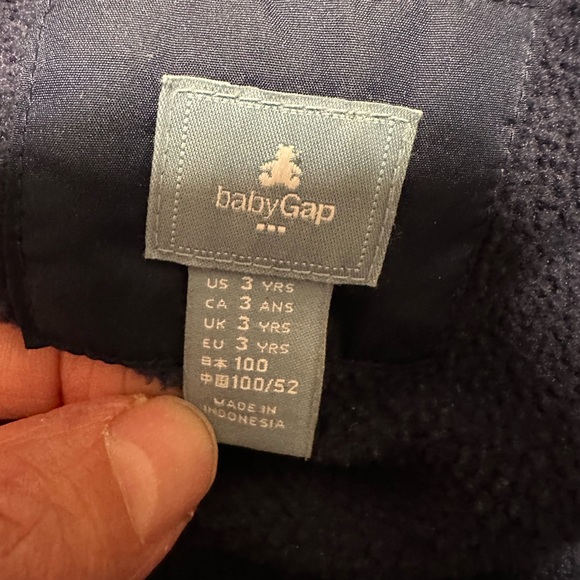 babyGap
US 3 YRS
CA 3 ANS
UK 3 YRS
EU 3 YRS
日本 100
中国 100/52
MADE IN
INDONESIA